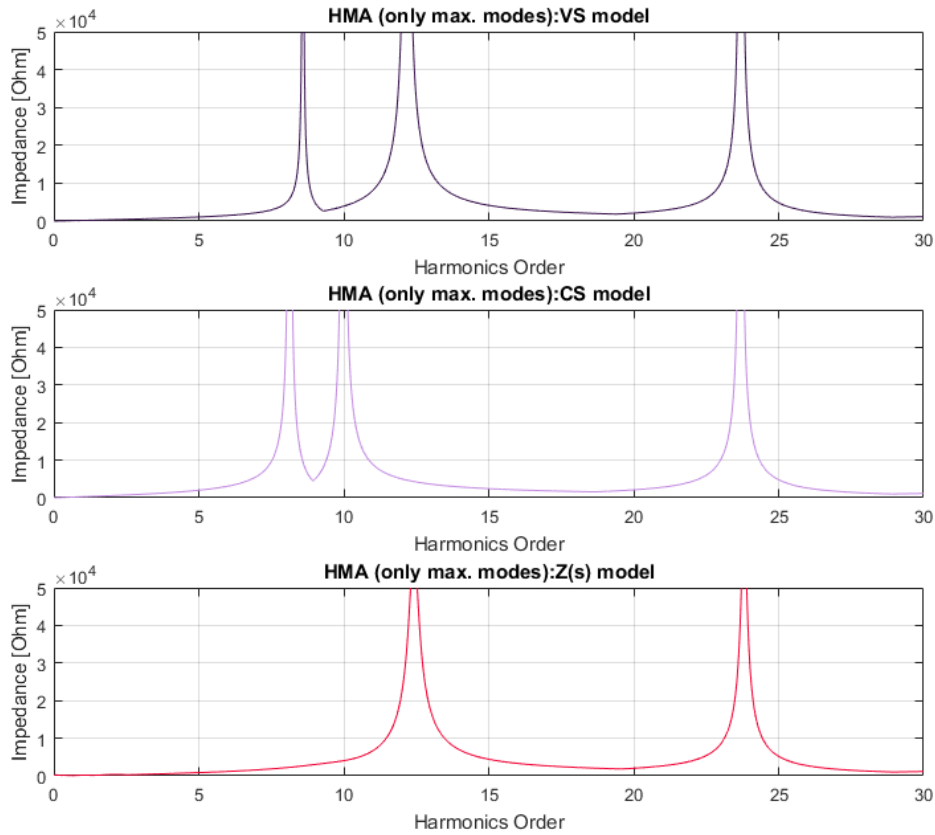 HMA (only max. modes):VS model
× 10^4
Impedance [Ohm]
5
4
3
2
1
0
0 5 10 15 20 25 30
Harmonics Order
HMA (only max. modes):CS model
× 10^4
Impedance [Ohm]
5
4
3
2
1
0
0 5 10 15 20 25 30
Harmonics Order
HMA (only max. modes):Z(s) model
× 10^4
Impedance [Ohm]
5
4
3
2
1
0
0 5 10 15 20 25 30
Harmonics Order